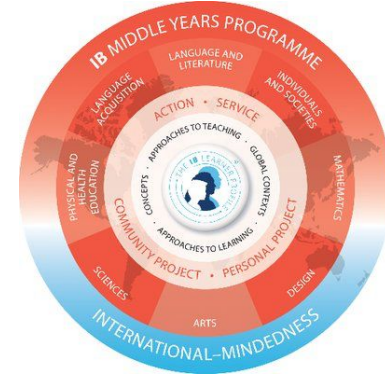 IB MIDDLE YEARS PROGRAMME
LANGUAGE AND
LITERATURE
LANGUAGE
ACQUISITION
INDIVIDUALS
AND SOCIETIES
PHYSICAL AND
HEALTH
EDUCATION
MATHEMATICS
SCIENCES
DESIGN
ARTS
ACTION • SERVICE
COMMUNITY PROJECT • PERSONAL PROJECT
APPROACHES TO TEACHING • GLOBAL CONTEXTS
CONCEPTS • APPROACHES TO LEARNING
THE IB LEARNER PROFILE
INTERNATIONAL–MINDEDNESS